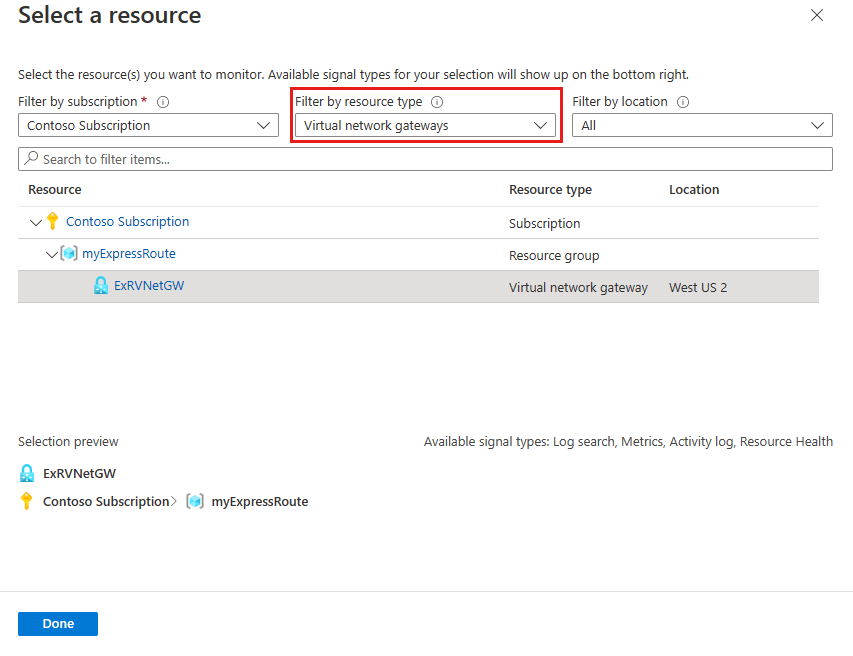 Select a resource
Select the resource(s) you want to monitor. Available signal types for your selection will show up on the bottom right.
Filter by subscription * Filter by resource type Filter by location
Contoso Subscription Virtual network gateways All
Search to filter items...
Resource Resource type Location
Contoso Subscription Subscription
myExpressRoute Resource group
ExRVNetGW Virtual network gateway West US 2
Selection preview Available signal types: Log search, Metrics, Activity log, Resource Health
ExRVNetGW
Contoso Subscription > myExpressRoute
Done